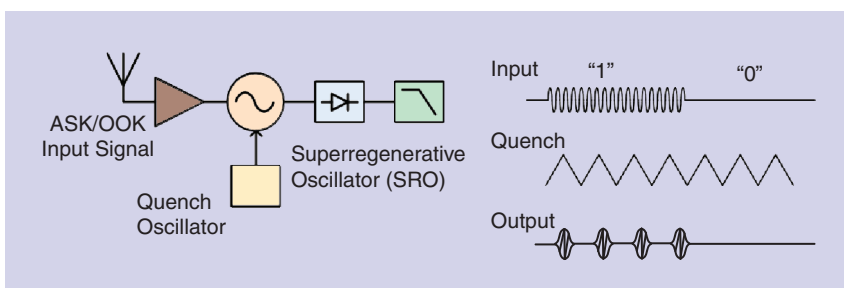 ASK/OOK
Input Signal
Quench
Oscillator
Superregenerative
Oscillator (SRO)
Input “1” “0”
Quench
Output